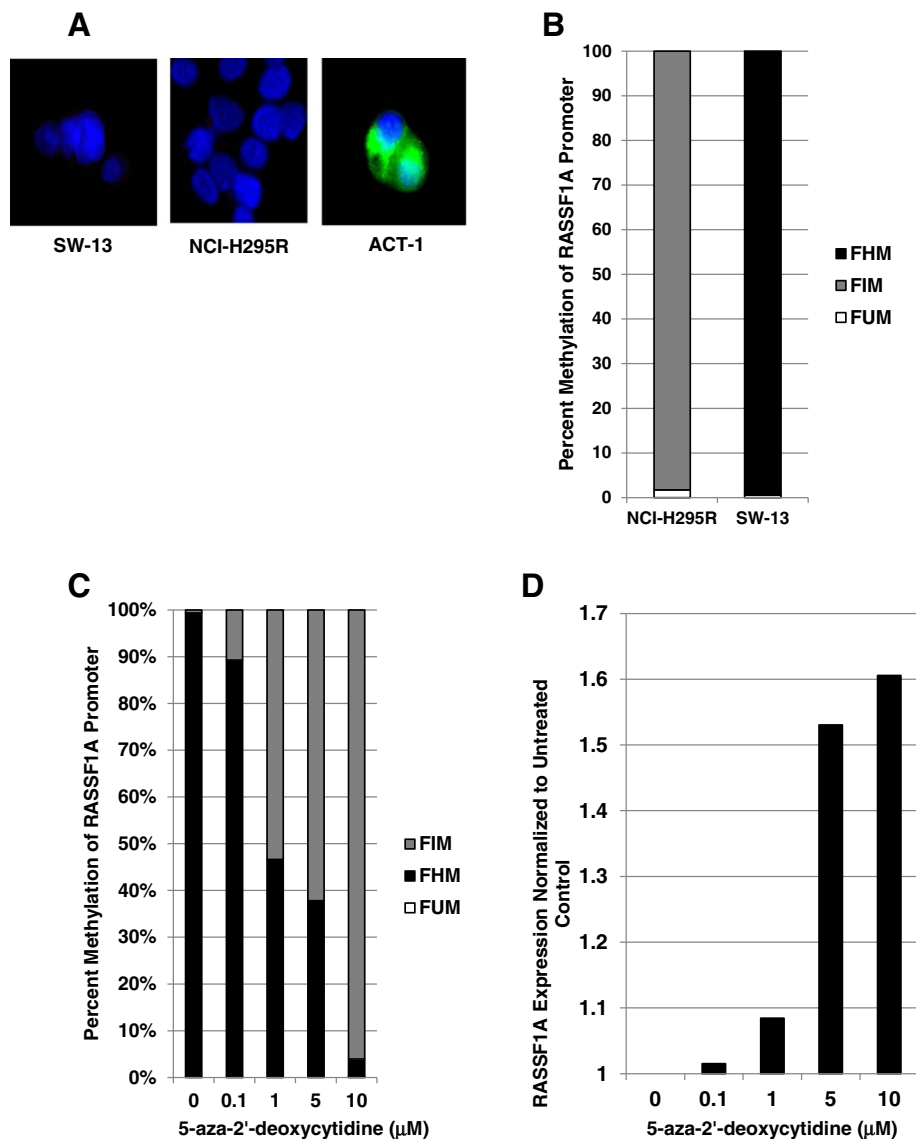 A
SW-13
NCI-H295R
ACT-1
B
Percent Methylation of RASSF1A Promoter
100
90
80
70
60
50
40
30
20
10
0
NCI-H295R
SW-13
FHM
FIM
FUM
C
Percent Methylation of RASSF1A Promoter
100%
90%
80%
70%
60%
50%
40%
30%
20%
10%
0%
0 0.1 1 5 10
5-aza-2'-deoxycytidine (μM)
FIM
FHM
FUM
D
RASSF1A Expression Normalized to Untreated
Control
1.7
1.6
1.5
1.4
1.3
1.2
1.1
1
0 0.1 1 5 10
5-aza-2'-deoxycytidine (μM)